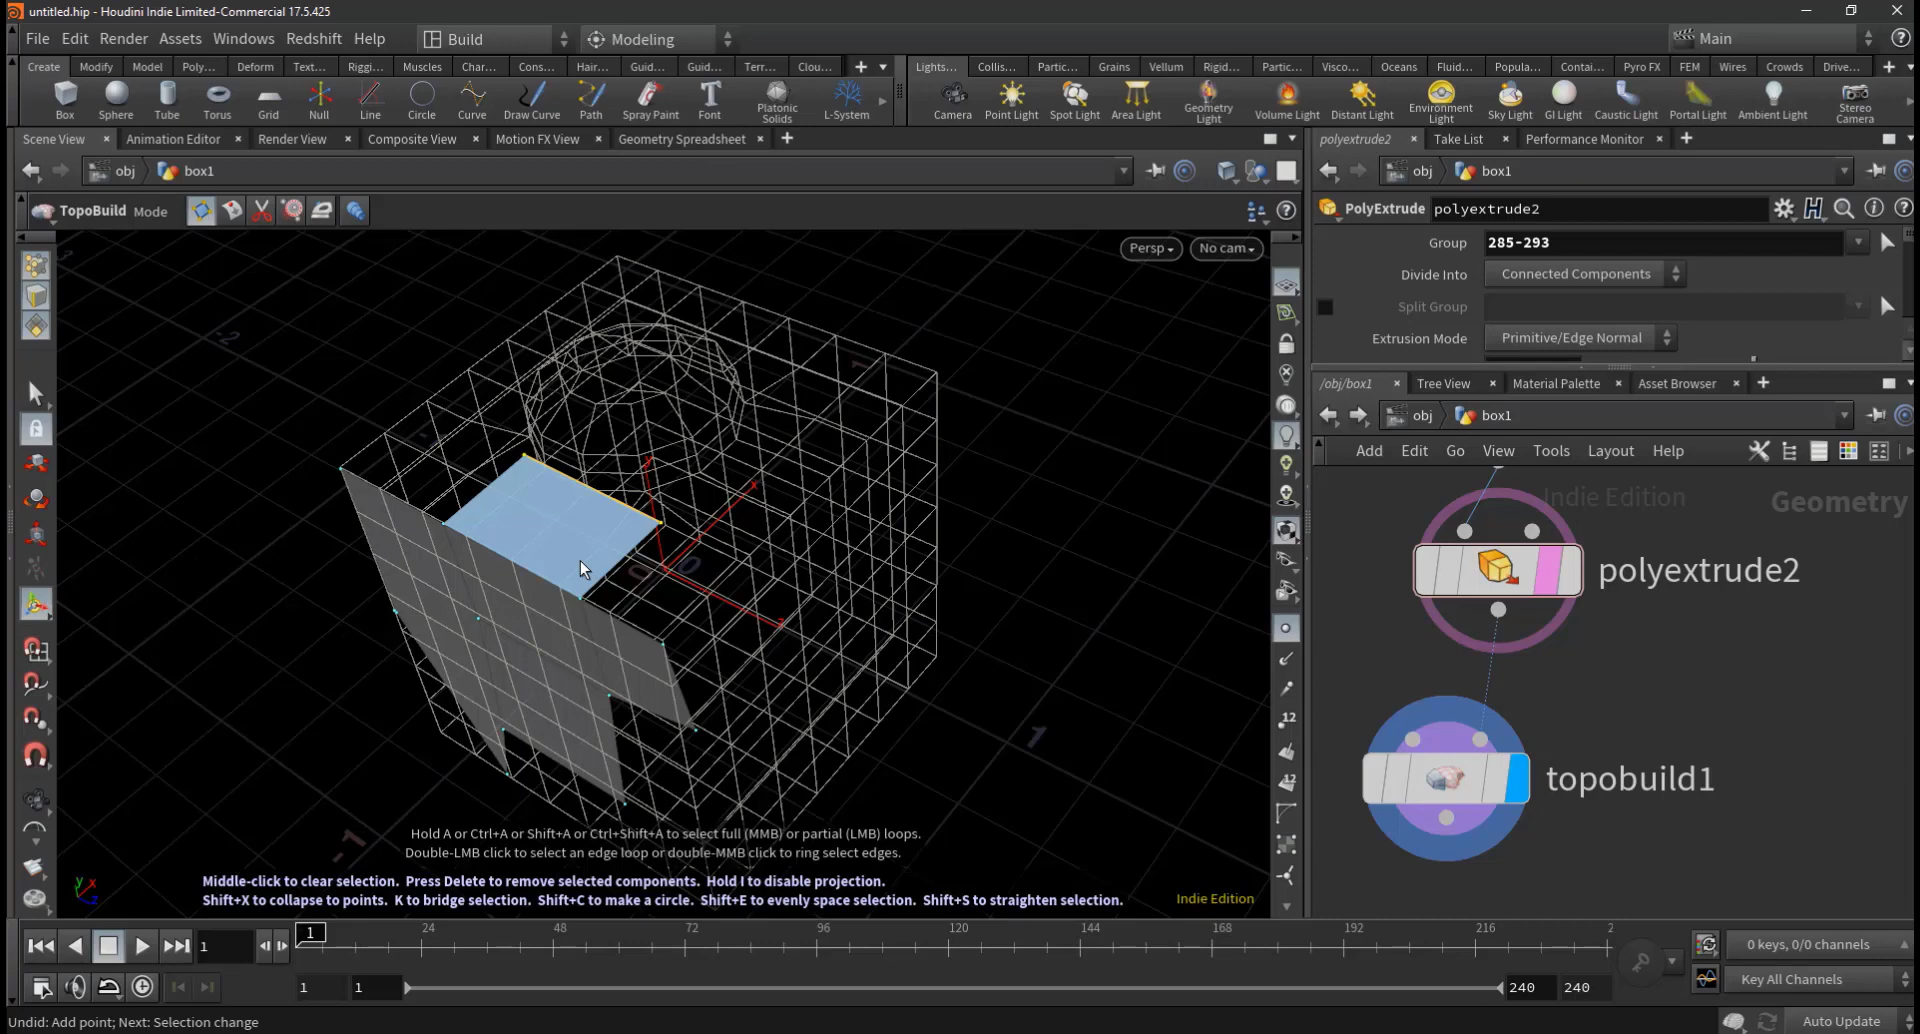 untitled.hip - Houdini Indie Limited-Commercial 17.5.425
File Edit Render Assets Windows Redshift Help Build Modeling Main
Create Modify Model Poly... Deform Text... Riggi... Muscles Char... Cons... Hair... Guid... Guid... Terr... Clou...
Lights... Collis... Partic... Grains Vellum Rigid... Partic... Visco... Oceans Fluid... Popula... Contai... Pyro FX FEM Wires Crowds Drive...
Box Sphere Tube Torus Grid Null Line Circle Curve Draw Curve Path Spray Paint Font Platonic Solids L-System
Camera Point Light Spot Light Area Light Geometry Light Volume Light Distant Light Environment Light Sky Light GI Light Caustic Light Portal Light Ambient Light Stereo Camera
Scene View Animation Editor Render View Composite View Motion FX View Geometry Spreadsheet
polyextrude2 Take List Performance Monitor
obj box1
obj box1
TopoBuild Mode
PolyExtrude polyextrude2
Persp No cam
Group 285-293
Divide Into Connected Components
Split Group
Extrusion Mode Primitive/Edge Normal
/obj/box1 Tree View Material Palette Asset Browser
obj box1
Add Edit Go View Tools Layout Help
Indie Edition Geometry
polyextrude2
topobuild1
-2
1
0
0
1
-1
y
x
z
12
12
Hold A or Ctrl+A or Shift+A or Ctrl+Shift+A to select full (MMB) or partial (LMB) loops.
Double-LMB click to select an edge loop or double-MMB click to ring select edges.
Middle-click to clear selection. Press Delete to remove selected components. Hold I to disable projection.
Shift+X to collapse to points. K to bridge selection. Shift+C to make a circle. Shift+E to evenly space selection. Shift+S to straighten selection.
Indie Edition
1 1 24 48 72 96 120 144 168 192 216 2
0 keys, 0/0 channels
1 1 240 240
Key All Channels
Undid: Add point; Next: Selection change
Auto Update